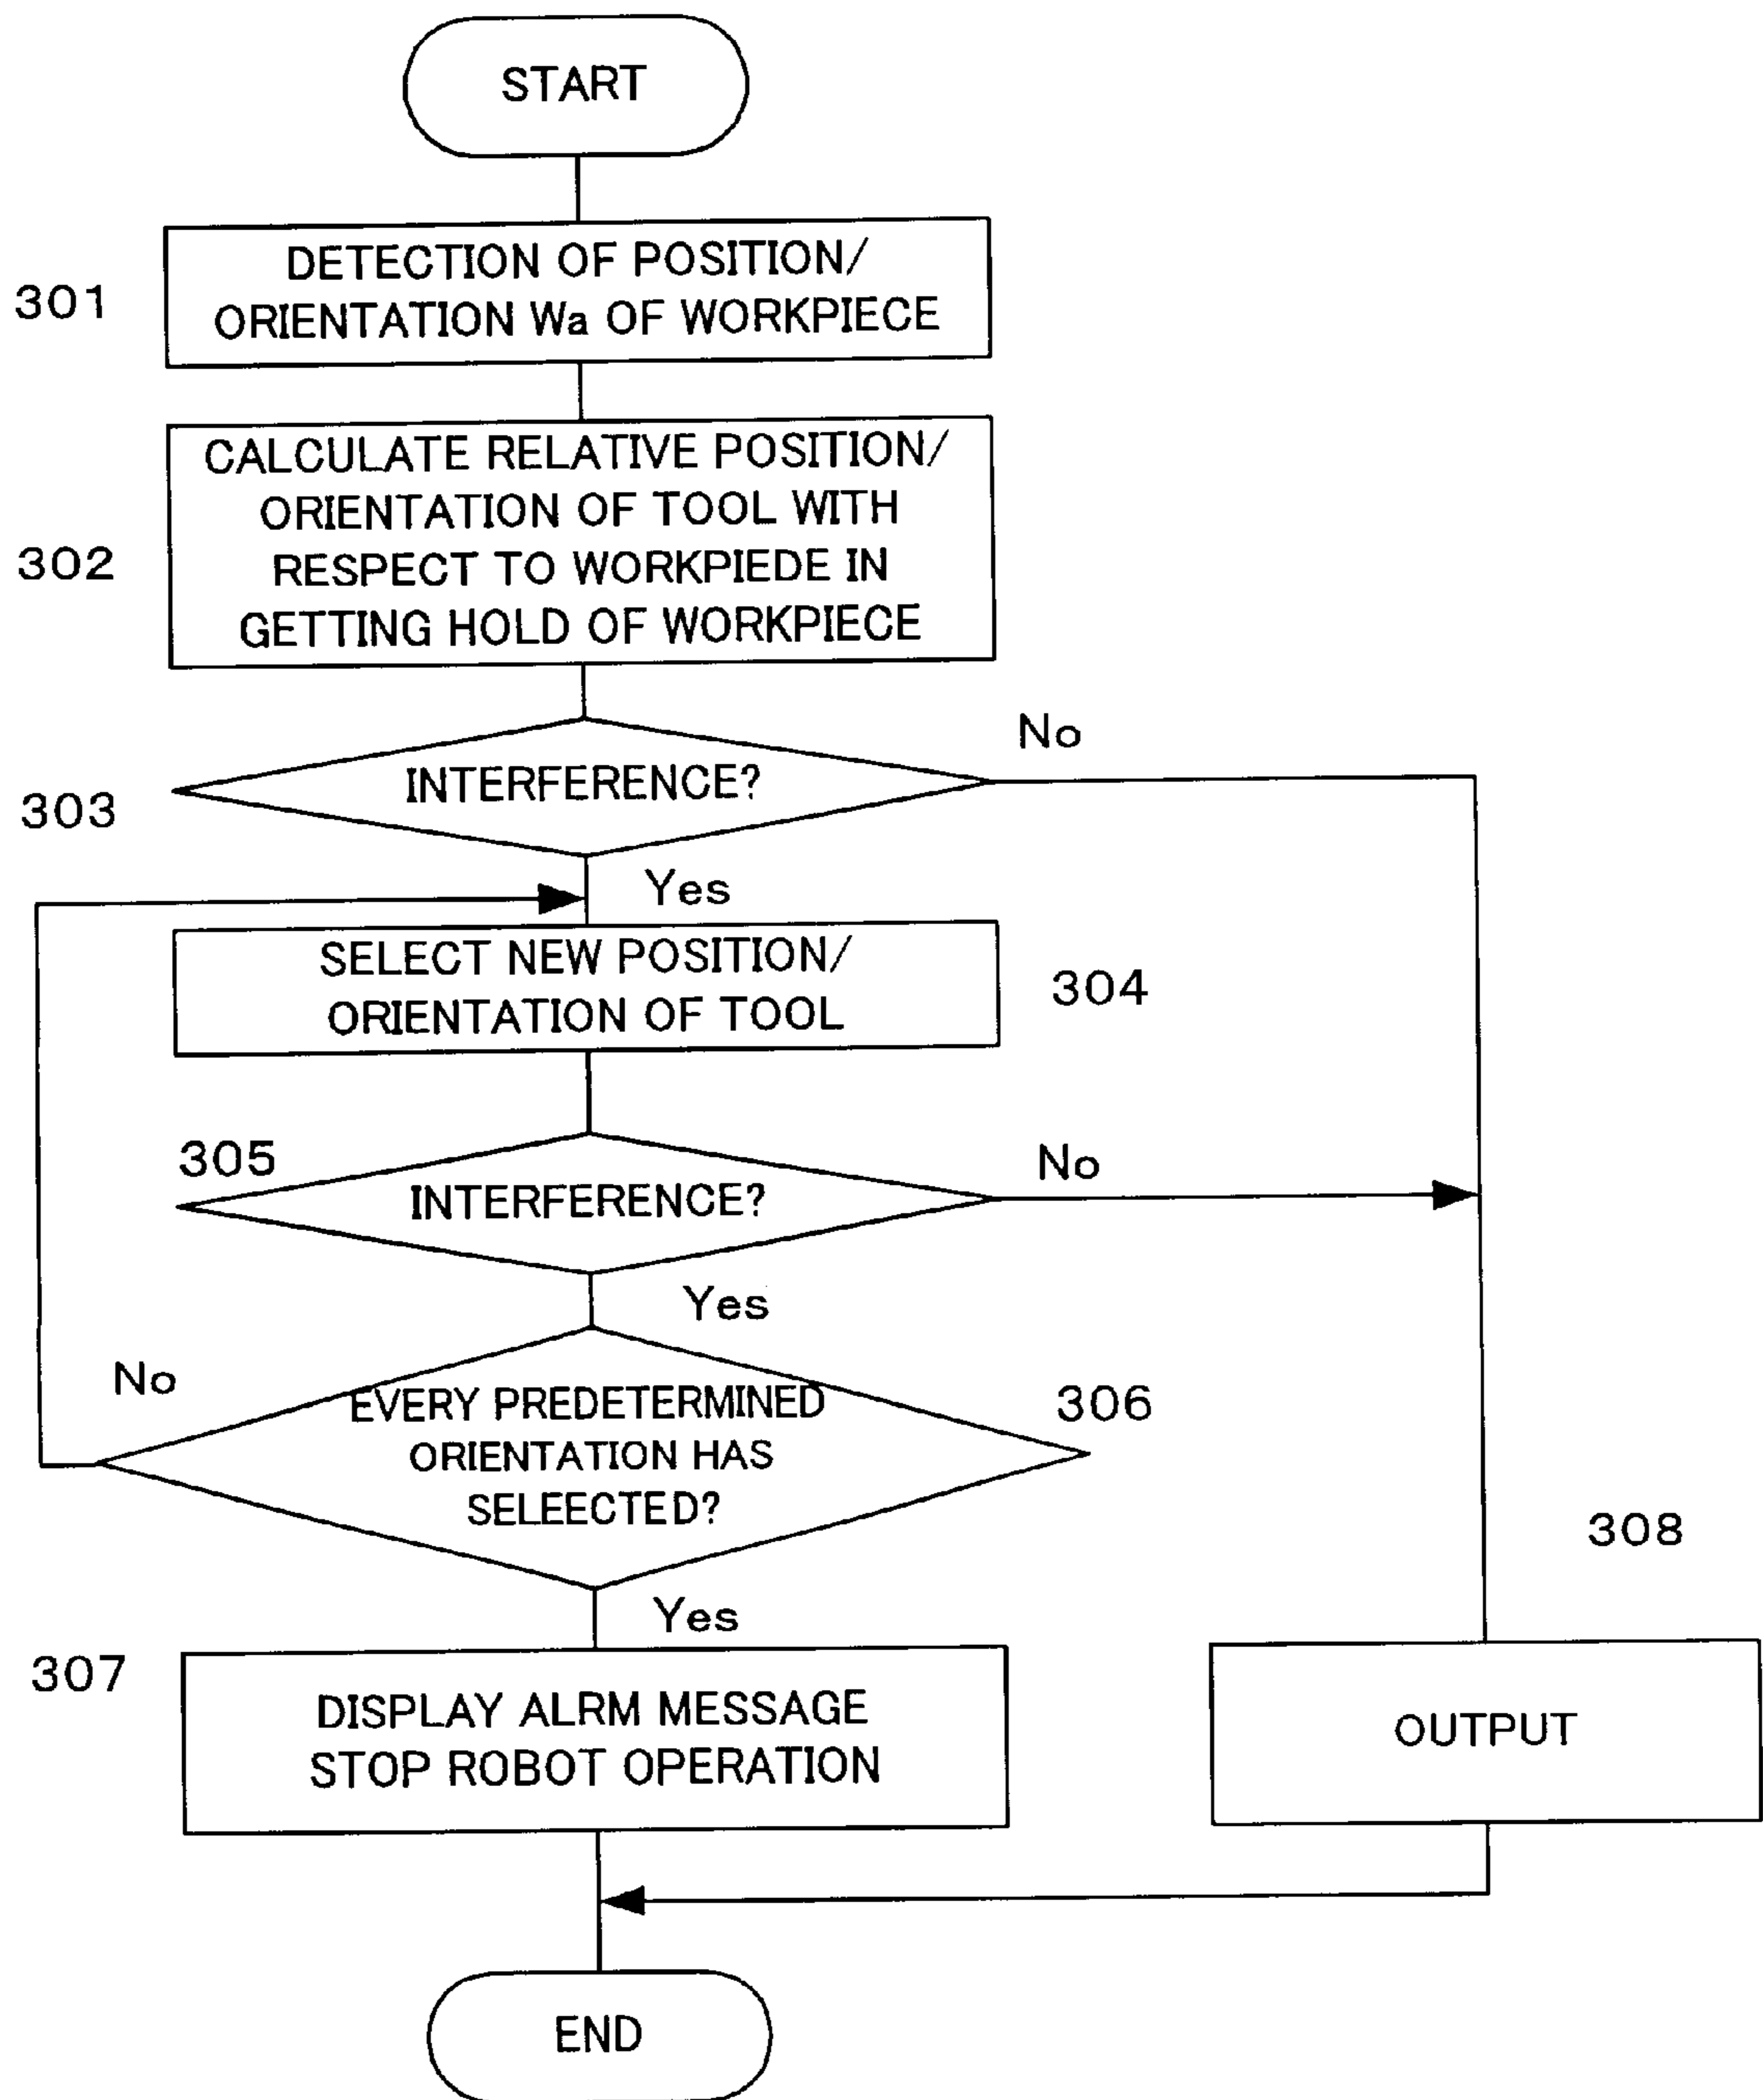 START
301
DETECTION OF POSITION/
ORIENTATION Wa OF WORKPIECE
302
CALCULATE RELATIVE POSITION/
ORIENTATION OF TOOL WITH
RESPECT TO WORKPIEDE IN
GETTING HOLD OF WORKPIECE
303
INTERFERENCE?
No
Yes
SELECT NEW POSITION/
ORIENTATION OF TOOL
304
305
INTERFERENCE?
No
Yes
No
EVERY PREDETERMINED
ORIENTATION HAS
SELEECTED?
306
Yes
308
307
DISPLAY ALRM MESSAGE
STOP ROBOT OPERATION
OUTPUT
END